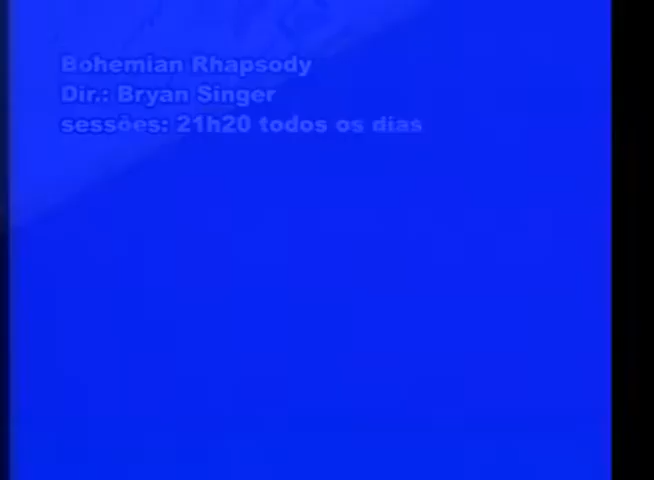 Bohemian Rhapsody
Dir.: Bryan Singer
sessões: 21h20 todos os dias